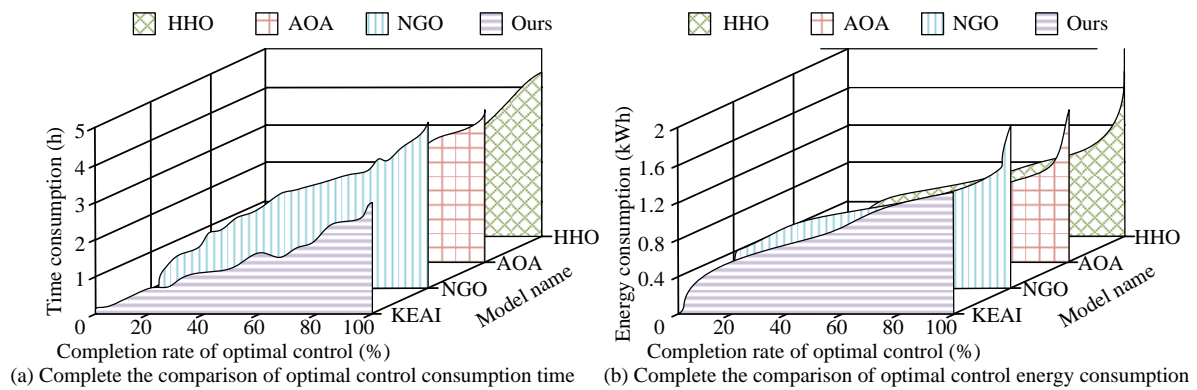 HHO AOA NGO Ours
5
4
3
2
1
0
Time consumption (h)
20 40 60 80 100
KEAI
NGO
AOA
HHO
Model name
Completion rate of optimal control (%)
(a) Complete the comparison of optimal control consumption time
HHO AOA NGO Ours
2
1.6
1.2
0.8
0.4
0
Energy consumption (kWh)
20 40 60 80 100
KEAI
NGO
AOA
HHO
Model name
Completion rate of optimal control (%)
(b) Complete the comparison of optimal control energy consumption